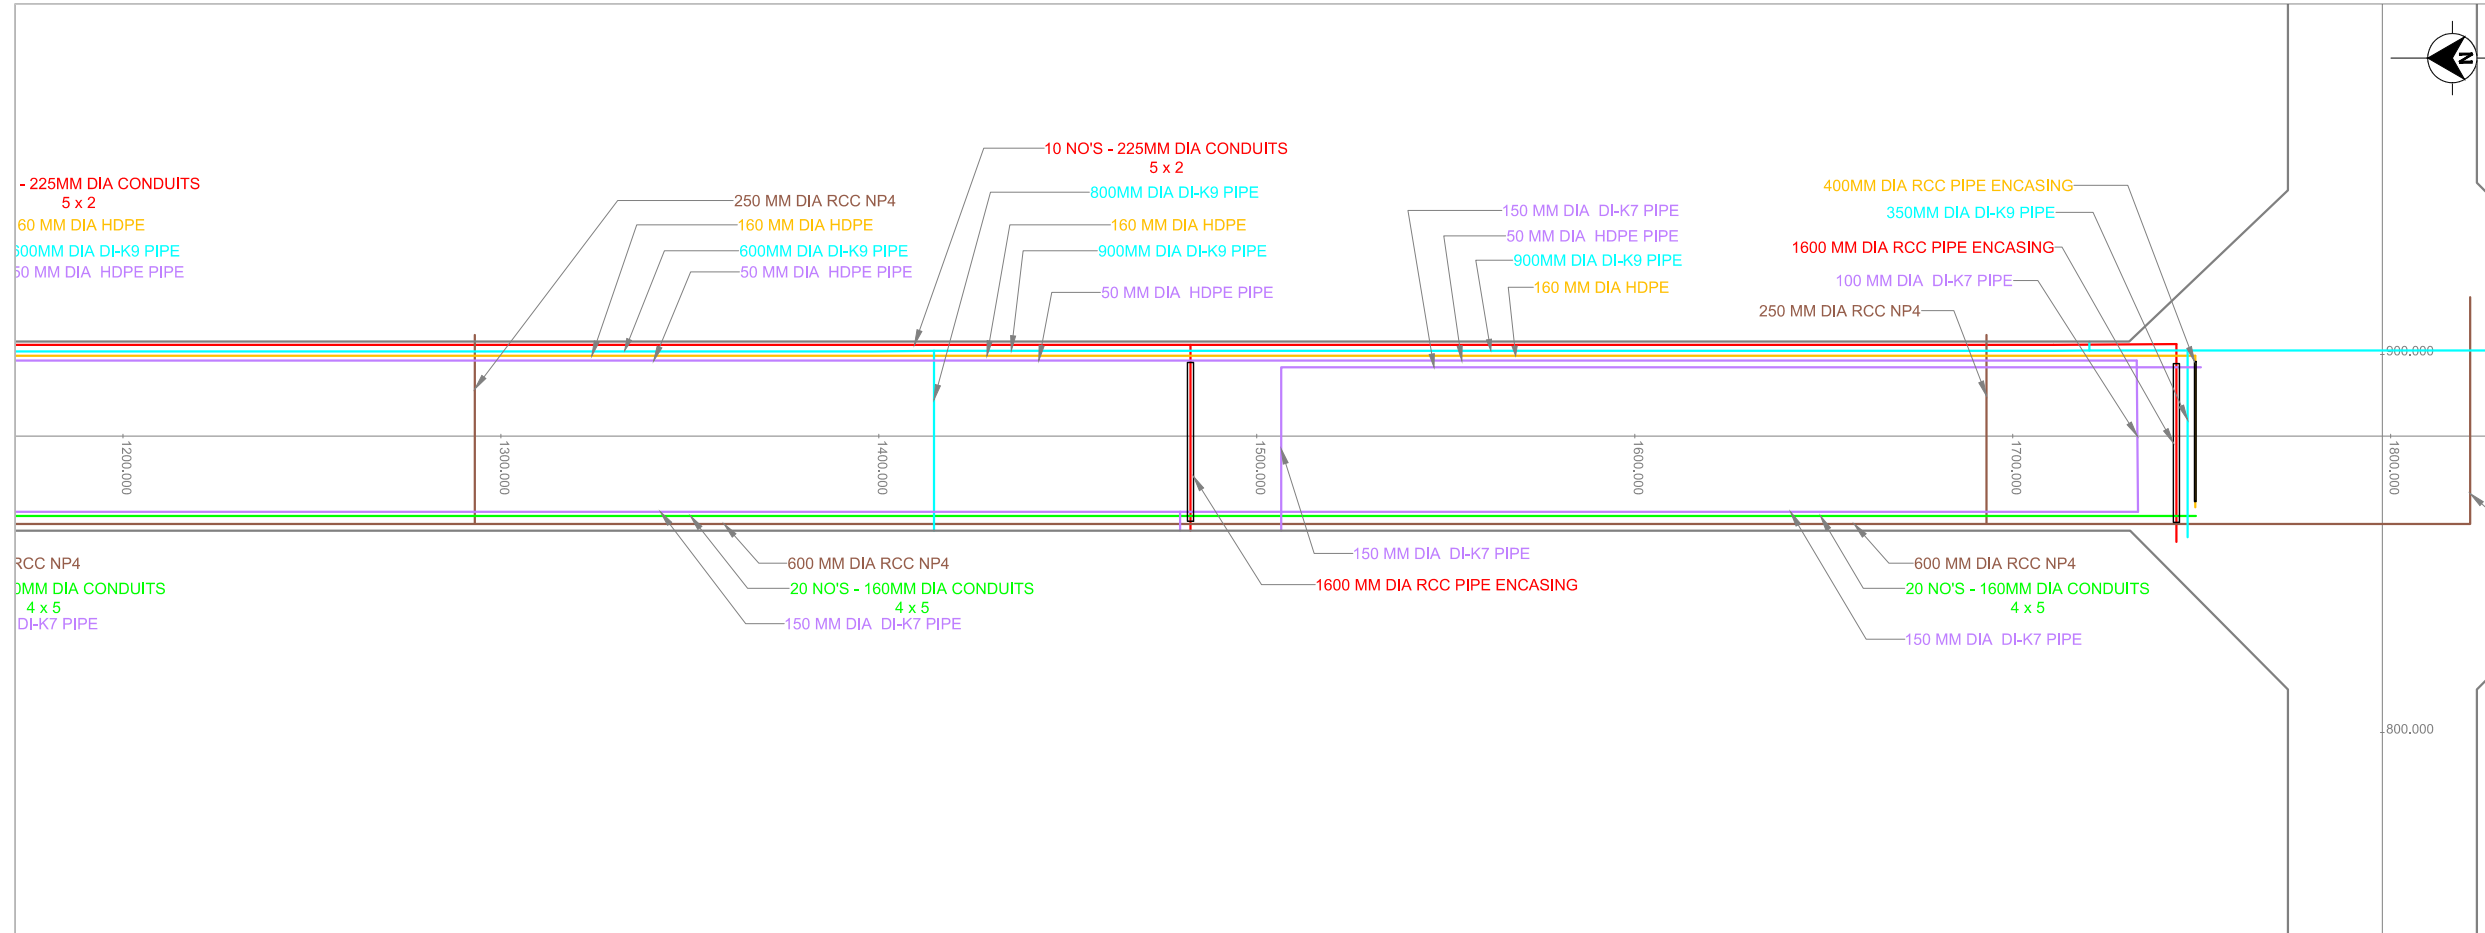 N
10 NO'S - 225MM DIA CONDUITS
5 x 2
- 225MM DIA CONDUITS
5 x 2
60 MM DIA HDPE
600MM DIA DI-K9 PIPE
50 MM DIA HDPE PIPE
250 MM DIA RCC NP4
160 MM DIA HDPE
600MM DIA DI-K9 PIPE
50 MM DIA HDPE PIPE
800MM DIA DI-K9 PIPE
160 MM DIA HDPE
900MM DIA DI-K9 PIPE
50 MM DIA HDPE PIPE
150 MM DIA DI-K7 PIPE
50 MM DIA HDPE PIPE
900MM DIA DI-K9 PIPE
160 MM DIA HDPE
400MM DIA RCC PIPE ENCASING
350MM DIA DI-K9 PIPE
1600 MM DIA RCC PIPE ENCASING
100 MM DIA DI-K7 PIPE
250 MM DIA RCC NP4
900.000
1200.000
1300.000
1400.000
1500.000
1600.000
1700.000
1800.000
RCC NP4
0MM DIA CONDUITS
4 x 5
DI-K7 PIPE
600 MM DIA RCC NP4
20 NO'S - 160MM DIA CONDUITS
4 x 5
150 MM DIA DI-K7 PIPE
150 MM DIA DI-K7 PIPE
1600 MM DIA RCC PIPE ENCASING
600 MM DIA RCC NP4
20 NO'S - 160MM DIA CONDUITS
4 x 5
150 MM DIA DI-K7 PIPE
800.000